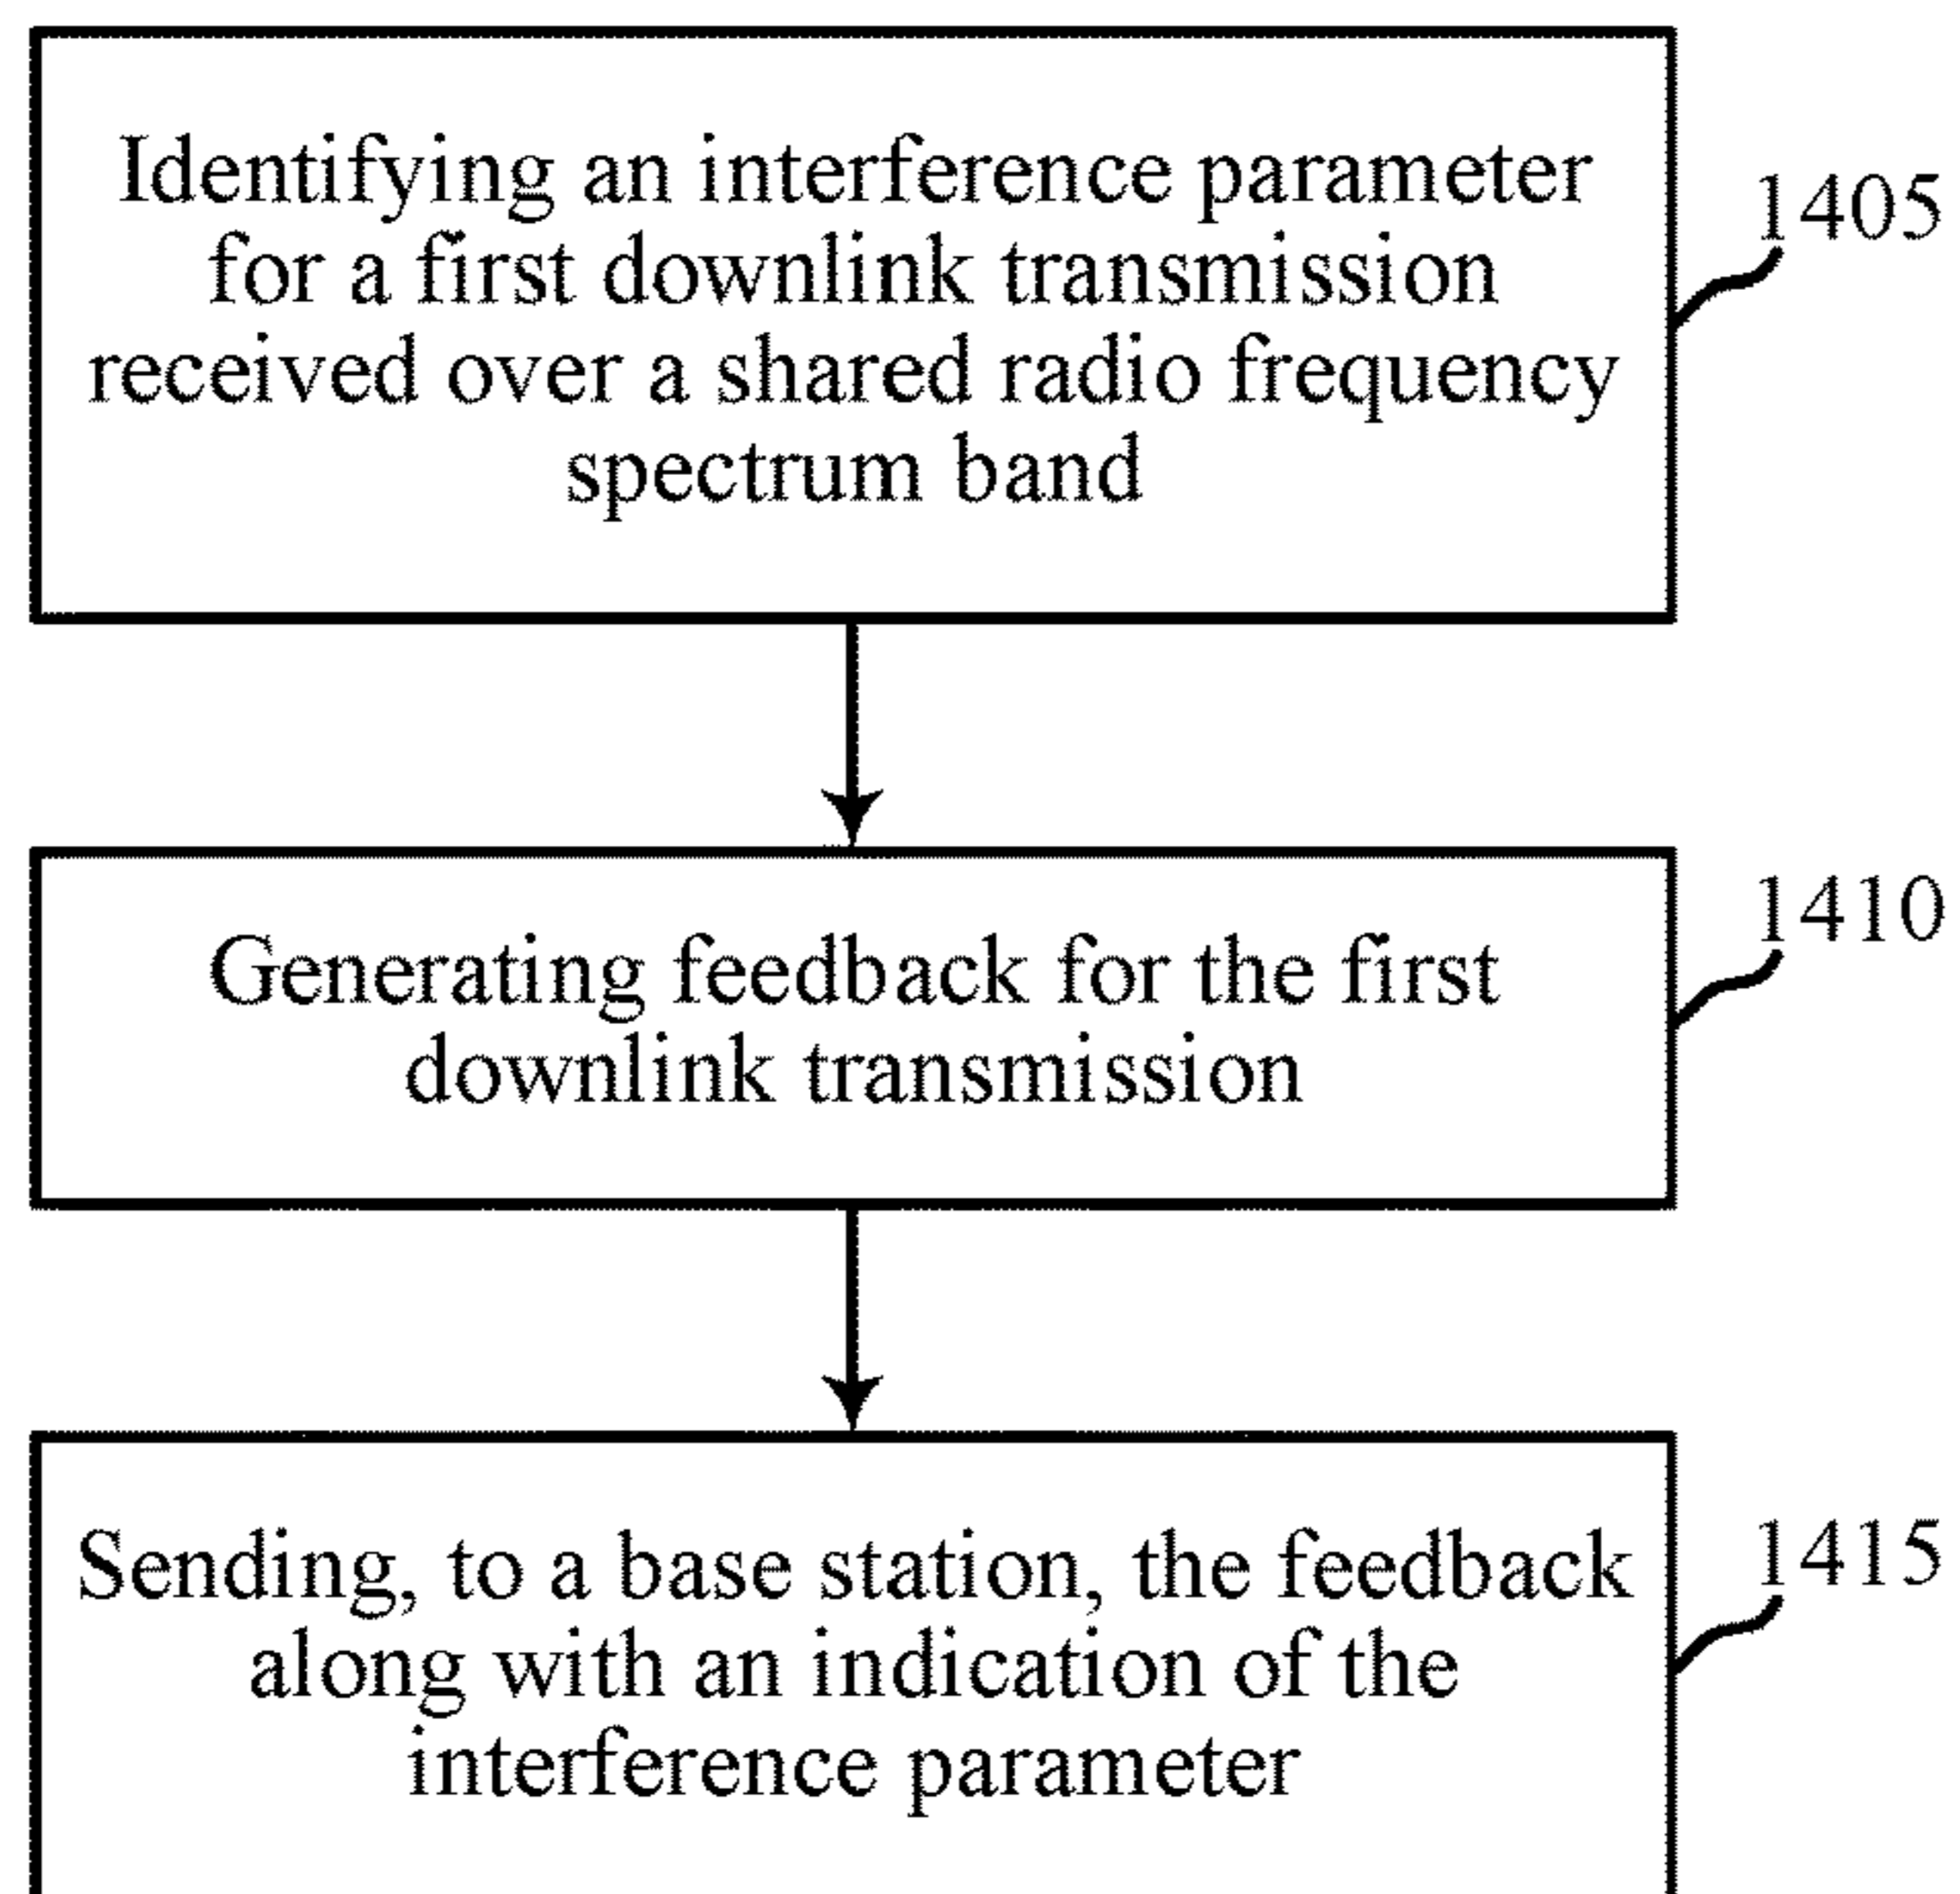 Identifying an interference parameter
for a first downlink transmission
received over a shared radio frequency
spectrum band
1405
Generating feedback for the first
downlink transmission
1410
Sending, to a base station, the feedback
along with an indication of the
interference parameter
1415